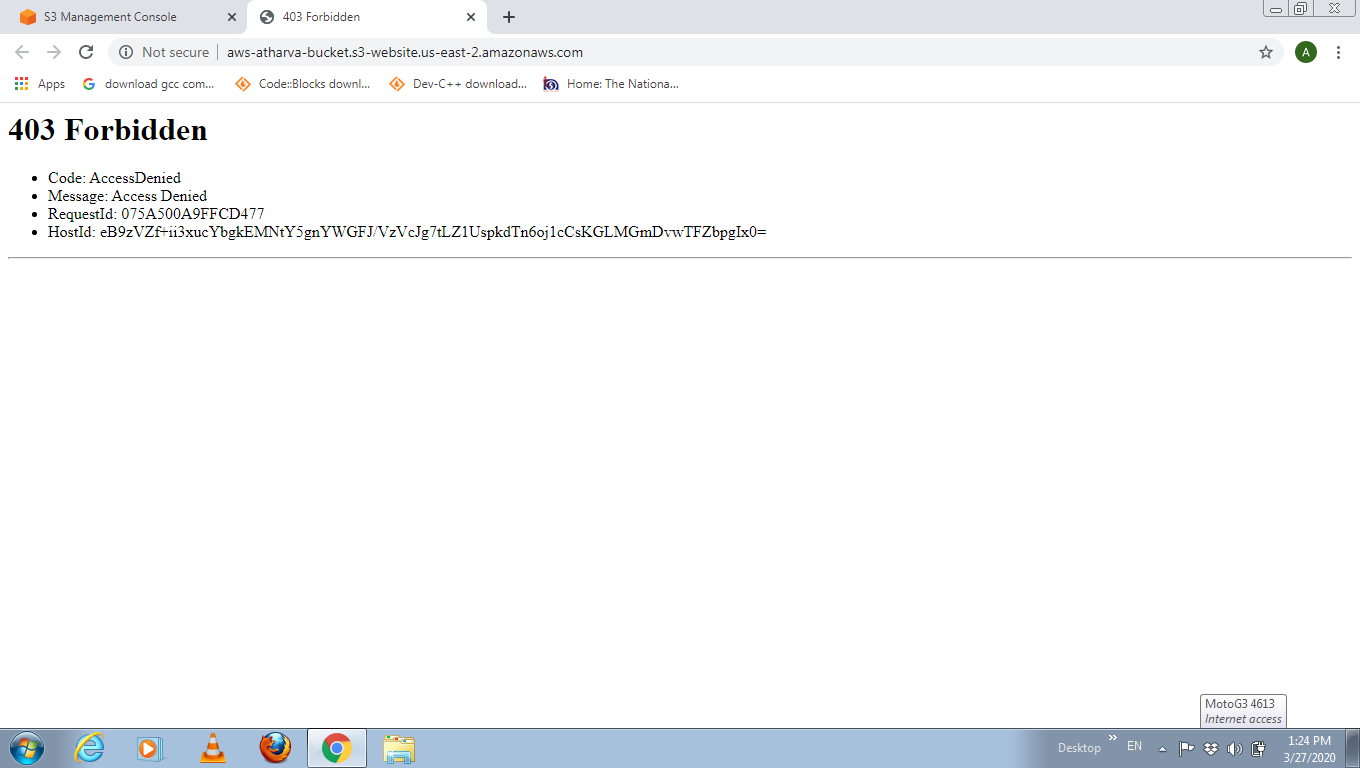 S3 Management Console
403 Forbidden
Not secure
aws-atharva-bucket.s3-website.us-east-2.amazonaws.com
A
Apps
download gcc com...
Code::Blocks downl...
Dev-C++ download...
Home: The Nationa...
403 Forbidden
Code: AccessDenied
Message: Access Denied
RequestId: 075A500A9FFCD477
HostId: eB9zVZf+ii3xucYbgkEMNtY5gnYWGFJ/VzVcJg7tLZ1UspkdTn6oj1cCsKGLMGmDvwTFZbpgIx0=
MotoG3 4613
Internet access
Desktop
EN
1:24 PM
3/27/2020